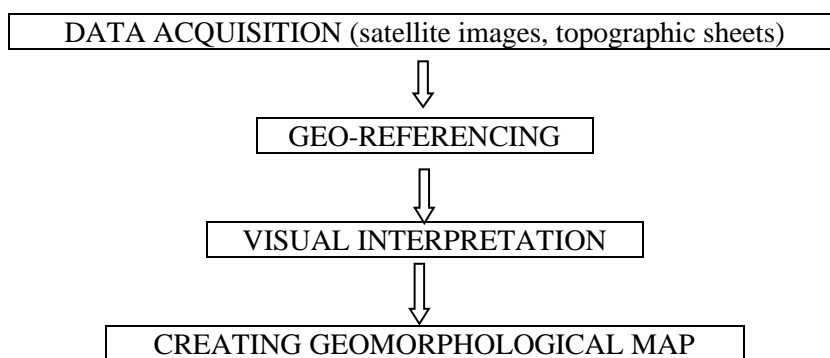 DATA ACQUISITION (satellite images, topographic sheets)
GEO-REFERENCING
VISUAL INTERPRETATION
CREATING GEOMORPHOLOGICAL MAP